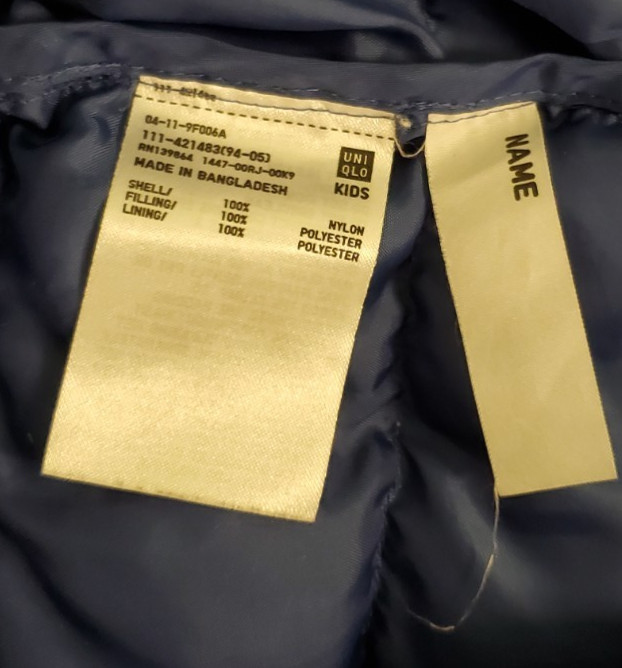 04-11-9F006A
111-421483(94-05)
RN139864 1447-00RJ-00K9
MADE IN BANGLADESH
UNI
QLO
KIDS
SHELL/ 100% NYLON
FILLING/ 100% POLYESTER
LINING/ 100% POLYESTER
NAME